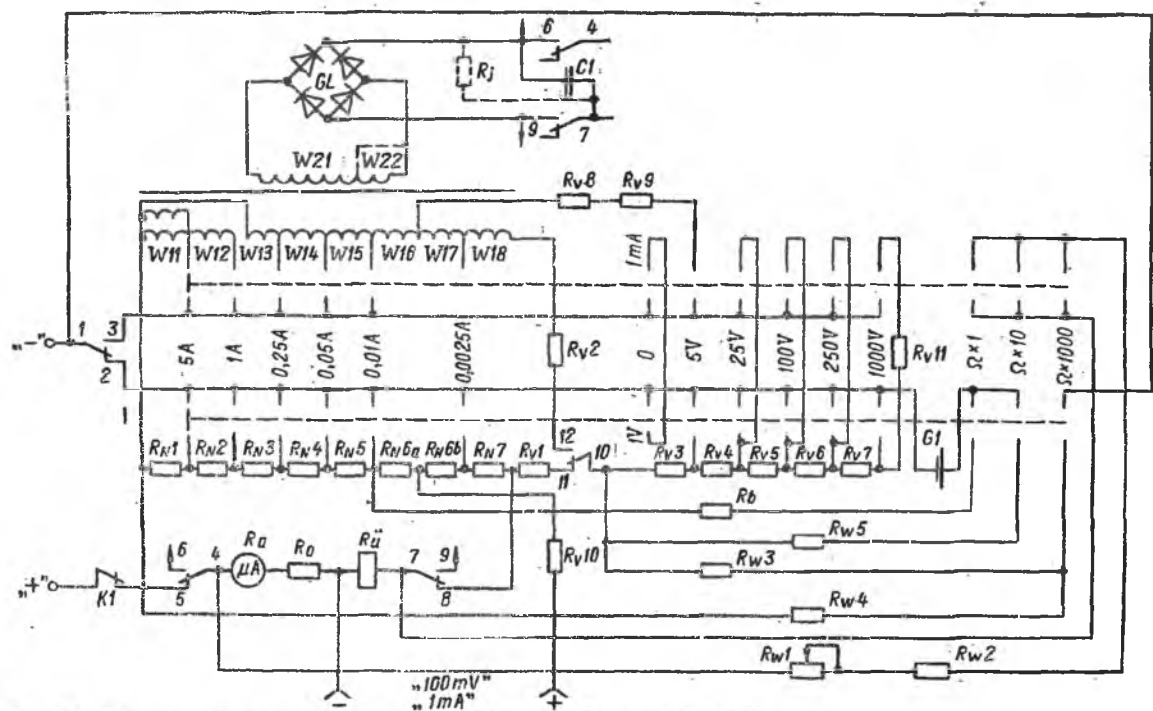 6 4
GL
Rj
C1
9 7
W21 W22
Rv8 Rv9
W11 W12 W13 W14 W15 W16 W17 W18
1mA
„–" 1 3
2
5A 1A 0,25A 0,05A 0,01A 0,0025A
Rv2
0 5V 25V 100V 250V 1000V
Rv11
Ω×1 Ω×10 Ω×1000
1
1V
12
10
G1
RN1 RN2 RN3 RN4 RN5 RN6a RN6b RN7 Rv1
11
Rv3 Rv4 Rv5 Rv6 Rv7
Rb
Rw5
6 4 Ra Ro Rü 7 9
μA
Rv10
Rw3
„+"
K1 5 8
Rw4
Rw1 Rw2
–
„100mV"
„1mA"
+